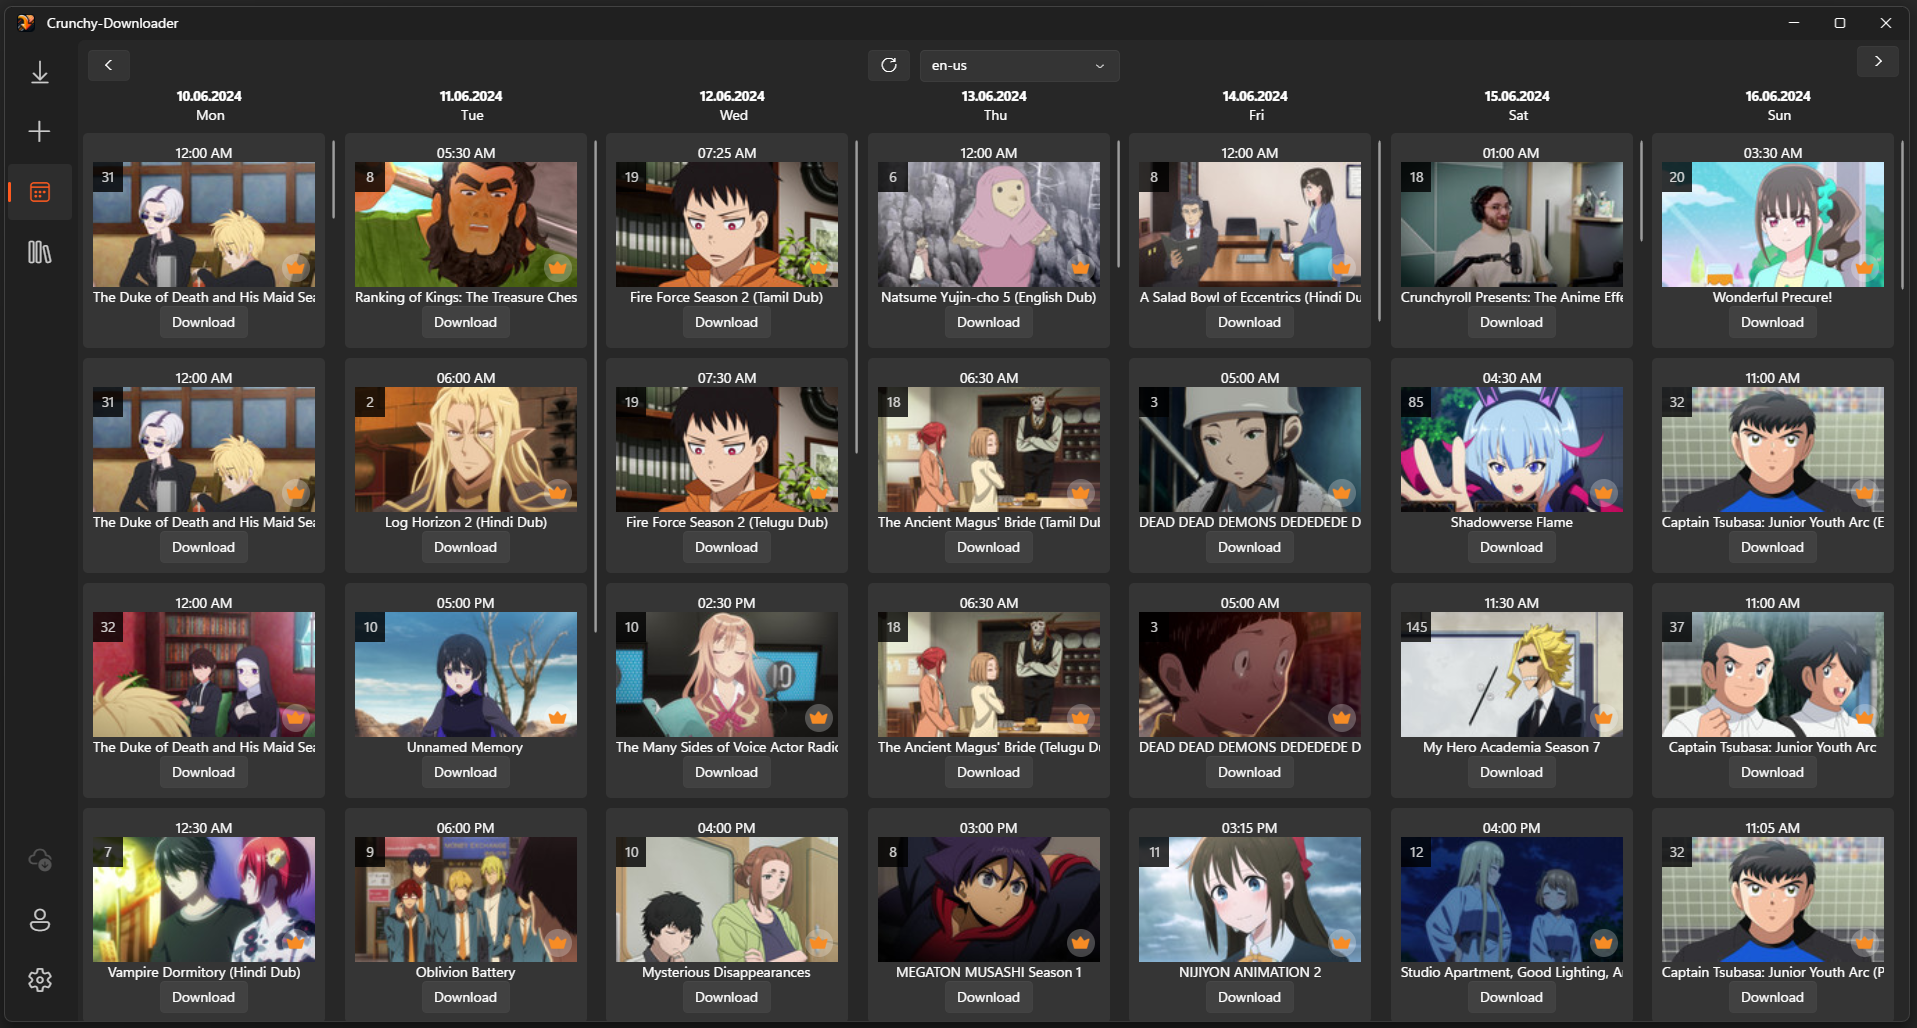 Crunchy-Downloader
en-us
10.06.2024
Mon
11.06.2024
Tue
12.06.2024
Wed
13.06.2024
Thu
14.06.2024
Fri
15.06.2024
Sat
16.06.2024
Sun
12:00 AM
31
The Duke of Death and His Maid Sea
Download
05:30 AM
8
Ranking of Kings: The Treasure Ches
Download
07:25 AM
19
Fire Force Season 2 (Tamil Dub)
Download
12:00 AM
6
Natsume Yujin-cho 5 (English Dub)
Download
12:00 AM
8
A Salad Bowl of Eccentrics (Hindi Du
Download
01:00 AM
18
Crunchyroll Presents: The Anime Effe
Download
03:30 AM
20
Wonderful Precure!
Download
12:00 AM
31
The Duke of Death and His Maid Sea
Download
06:00 AM
2
Log Horizon 2 (Hindi Dub)
Download
07:30 AM
19
Fire Force Season 2 (Telugu Dub)
Download
06:30 AM
18
The Ancient Magus' Bride (Tamil Dub
Download
05:00 AM
3
DEAD DEAD DEMONS DEDEDEDE D
Download
04:30 AM
85
Shadowverse Flame
Download
11:00 AM
32
Captain Tsubasa: Junior Youth Arc (E
Download
12:00 AM
32
The Duke of Death and His Maid Sea
Download
05:00 PM
10
Unnamed Memory
Download
02:30 PM
10
10
The Many Sides of Voice Actor Radio
Download
06:30 AM
18
The Ancient Magus' Bride (Telugu Du
Download
05:00 AM
3
DEAD DEAD DEMONS DEDEDEDE D
Download
11:30 AM
145
My Hero Academia Season 7
Download
11:00 AM
37
Captain Tsubasa: Junior Youth Arc
Download
12:30 AM
7
Vampire Dormitory (Hindi Dub)
Download
06:00 PM
9
MONEY EXCHANGE
Oblivion Battery
Download
04:00 PM
10
Mysterious Disappearances
Download
03:00 PM
8
MEGATON MUSASHI Season 1
Download
03:15 PM
11
NIJIYON ANIMATION 2
Download
04:00 PM
12
Studio Apartment, Good Lighting, A
Download
11:05 AM
32
Captain Tsubasa: Junior Youth Arc (P
Download